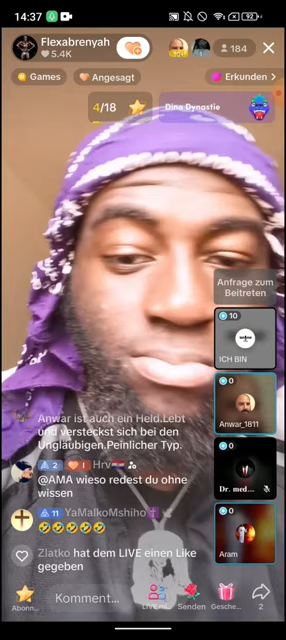 14:37
92
Flexabrenyah
5.4K
184
Games
Angesagt
Erkunden >
4/18
Dino Dynastie
Anfrage zum
Beitreten
10
ICH BIN
0
Anwar_1811
0
Dr. med...
0
Aram
Anwar ist auch ein Held.Lebt
und versteckt sich bei den
Ungläubigen.Peinlicher Typ.
2 1 Hrv
@AMA wieso redest du ohne
wissen
11 YaMalkoMshiho
Zlatko hat dem LIVE einen Like
gegeben
Abonn...
Komment...
Senden
Gesche...
2